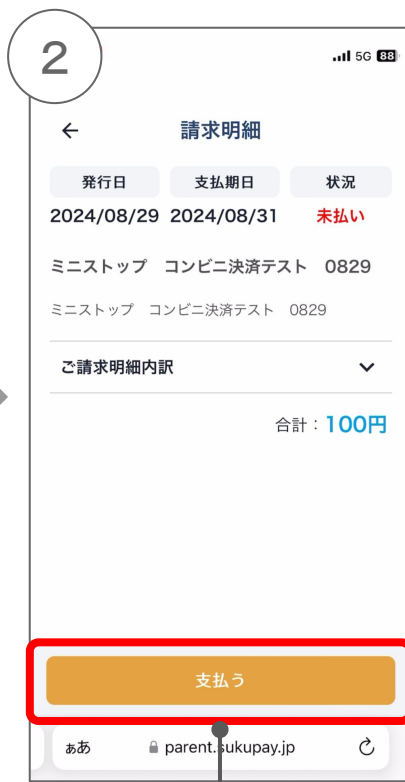 2
5G 88
請求明細
発行日 支払期日 状況
2024/08/29 2024/08/31 未払い
ミニストップ コンビニ決済テスト 0829
ミニストップ コンビニ決済テスト 0829
ご請求明細内訳
合計:100円
支払う
ぁあ parent.sukupay.jp